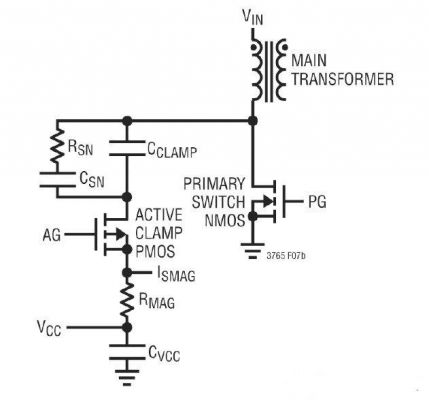 VIN
MAIN
TRANSFORMER
RSN
CSN
CCLAMP
PRIMARY
SWITCH
NMOS
PG
ACTIVE
CLAMP
PMOS
AG
3765 F07b
ISMAG
RMAG
VCC
CVCC